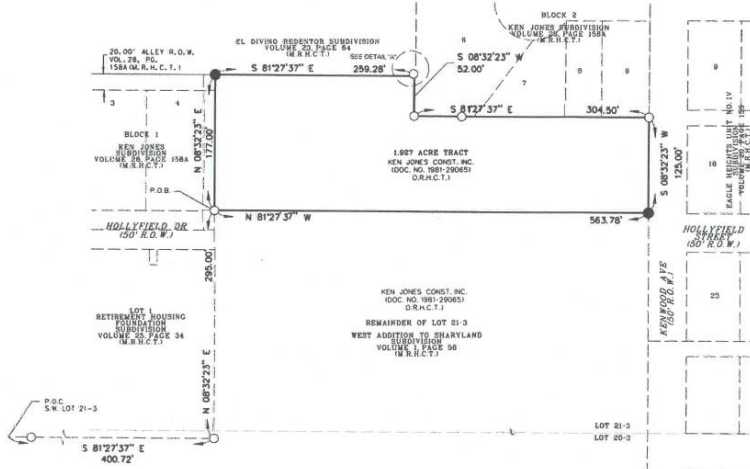 BLOCK 2
KEN JONES SUBDIVISION
VOLUME 28, PAGE 158A
(M.R.H.C.T.)
EL DIVINO REDENTOR SUBDIVISION
VOLUME 23, PAGE 64
(M.R.H.C.T.)
20.00' ALLEY R.O.W.
VOL. 28, PG.
158A(M.R.H.C.T.)
SEE DETAIL "A"
S 08°32'23" W
52.00'
6
7
8
9
9
S 81°27'37" E
259.28'
S 81°27'37" E
304.50'
3
4
BLOCK 1
KEN JONES
SUBDIVISION
VOLUME 28, PAGE 158A
(M.R.H.C.T.)
N 08°32'23" E
177.00'
1.927 ACRE TRACT
KEN JONES CONST. INC.
(DOC. NO. 1981-29065)
O.R.H.C.T.)
S 08°32'23" W
125.00'
EAGLE HEIGHTS UNIT NO. IV
SUBDIVISION
(M.R.H.C.T.)
16
P.O.B.
N 81°27'37" W
563.78'
HOLLYFIELD DR
(50' R.O.W.)
HOLLYFIELD
STREET
(50' R.O.W.)
295.00
KENWOOD AVE
(50' R.O.W.)
25
KEN JONES CONST. INC.
(DOC. NO. 1981-29065)
O.R.H.C.T.)
REMAINDER OF LOT 21-3
WEST ADDITION TO SHARYLAND
SUBDIVISION
VOLUME 1, PAGE 56
(M.R.H.C.T.)
LOT 1
RETIREMENT HOUSING
FOUNDATION
SUBDIVISION
VOLUME 25, PAGE 34
(M.R.H.C.T.)
N 08°32'23" E
P.O.C.
S.W. LOT 21-3
S 81°27'37" E
400.72'
LOT 21-3
LOT 20-3